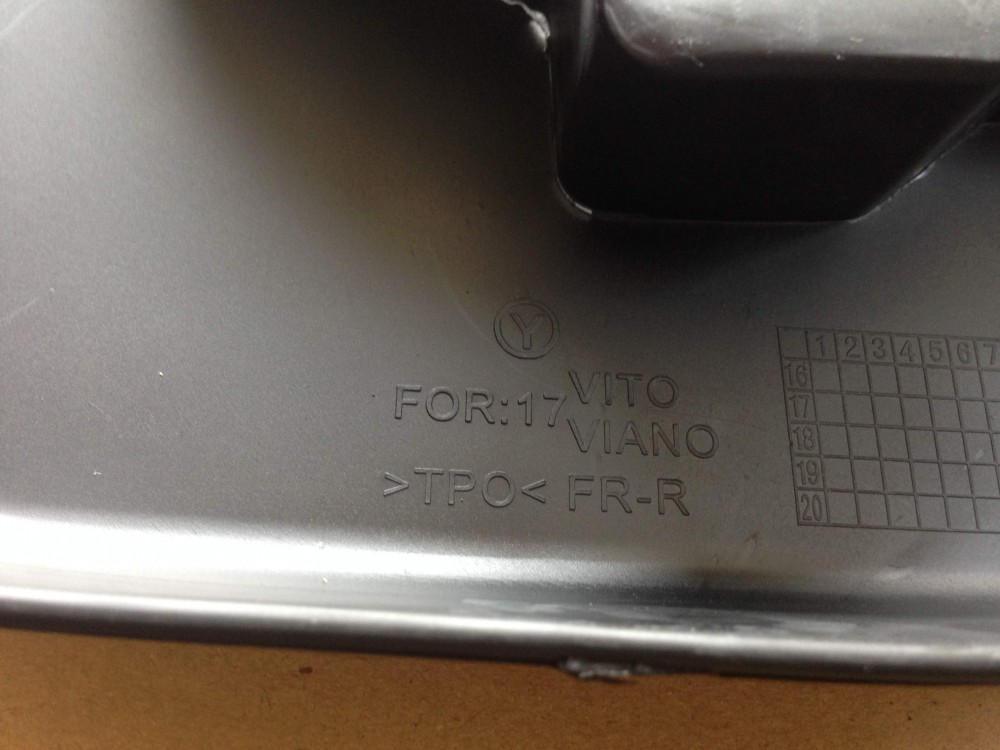 Y
FOR:17 VITO
VIANO
>TPO< FR-R
1 2 3 4 5 6 7
16
17
18
19
20